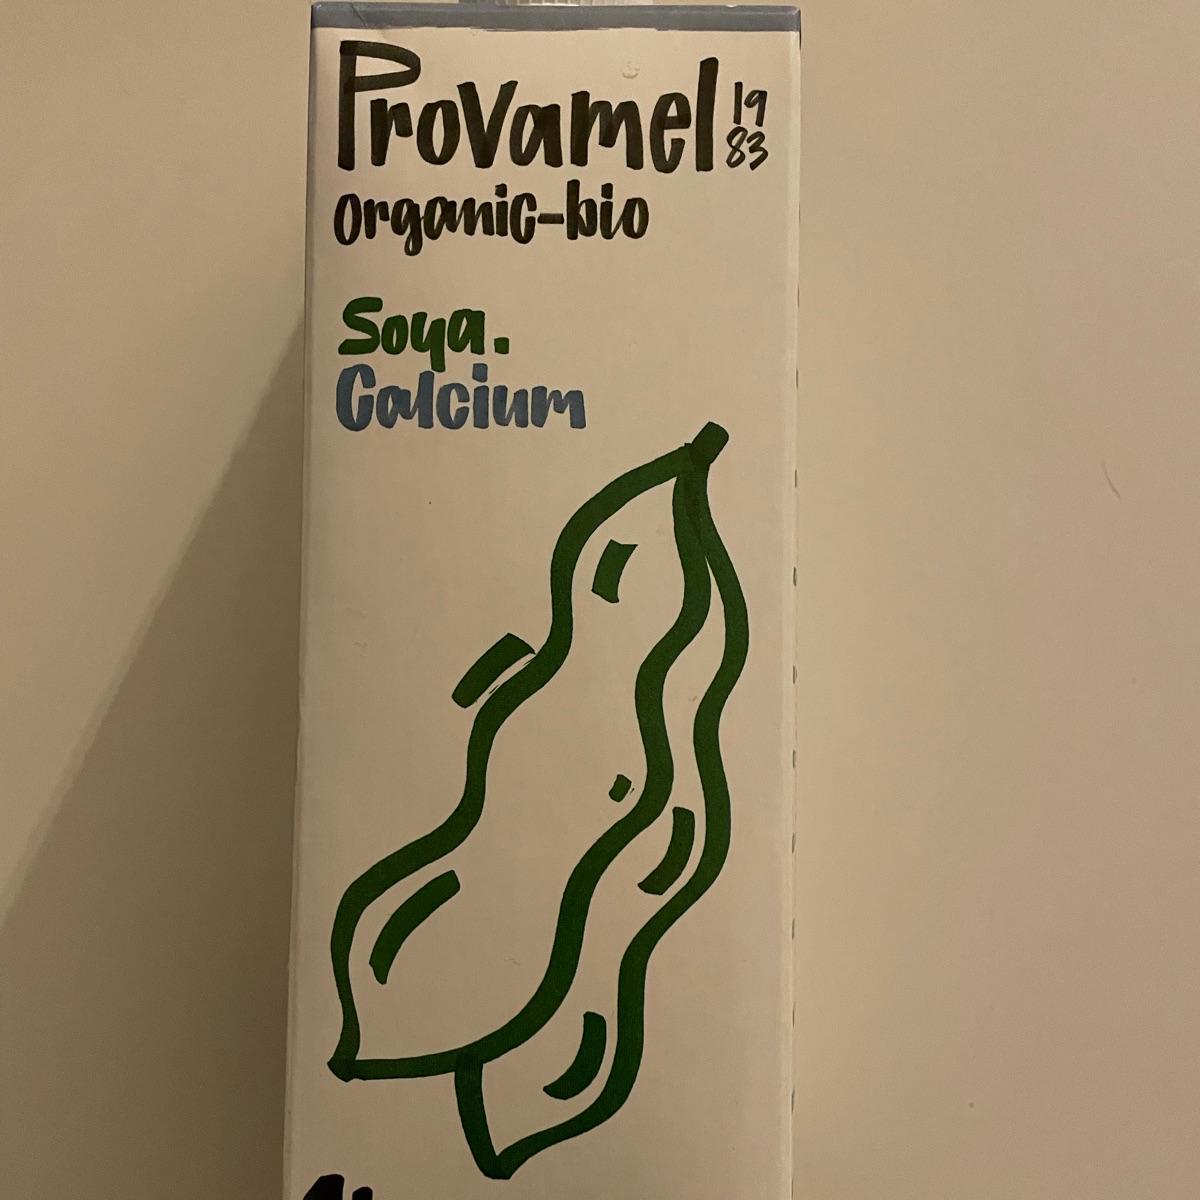 Provamel 19
83
organic-bio
Soya.
Calcium